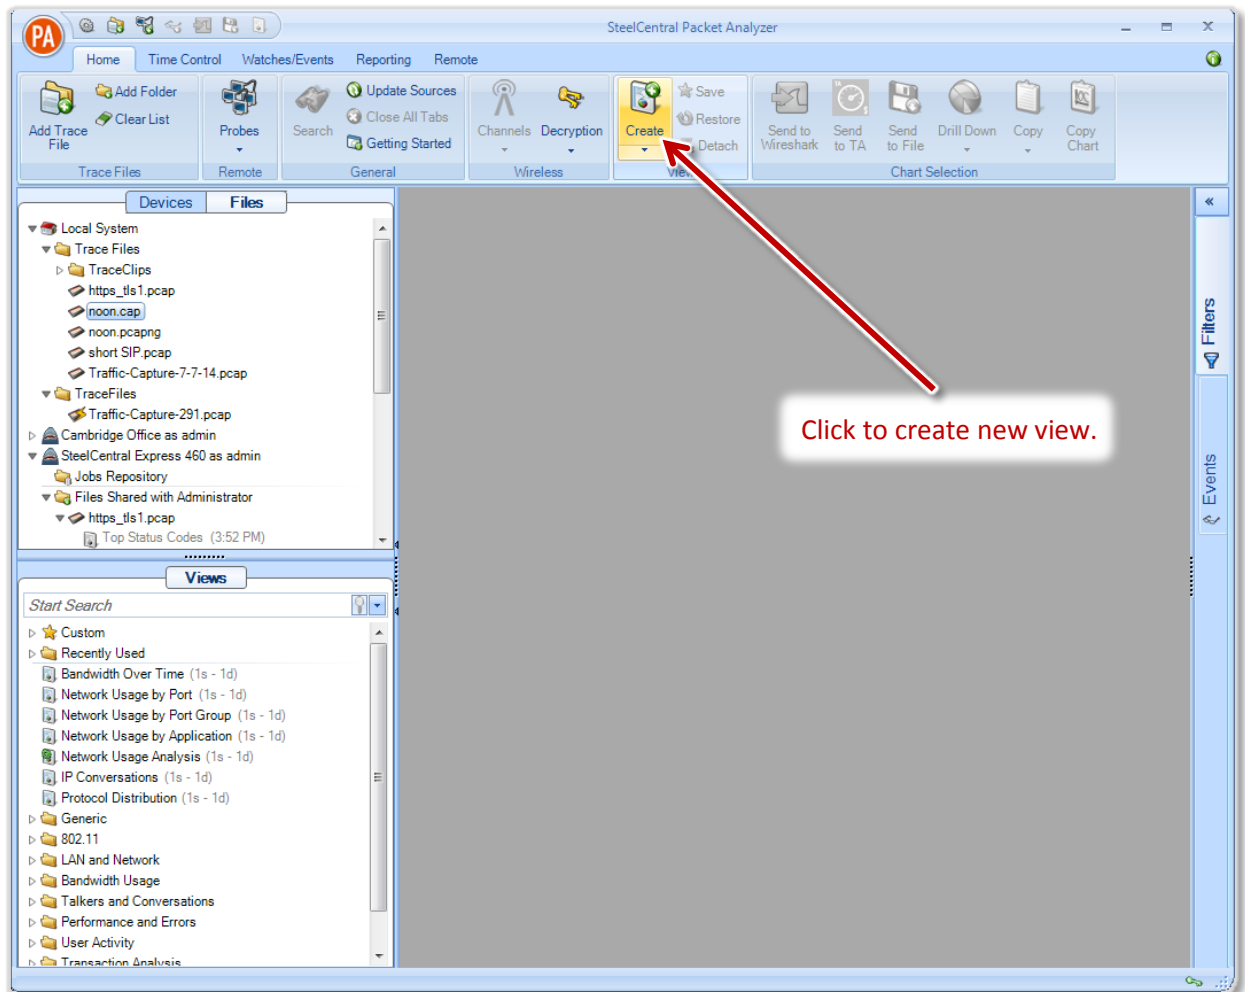 PA
SteelCentral Packet Analyzer
Home Time Control Watches/Events Reporting Remote
Add Trace File
Add Folder
Clear List
Trace Files
Probes
Remote
Search
Update Sources
Close All Tabs
Getting Started
General
Channels
Decryption
Wireless
Create
Save
Restore
Detach
Send to Wireshark
Send to TA
Send to File
Drill Down
Copy
Copy Chart
Chart Selection
Devices Files
Local System
Trace Files
TraceClips
https_tls1.pcap
noon.cap
noon.pcapng
short SIP.pcap
Traffic-Capture-7-7-14.pcap
TraceFiles
Traffic-Capture-291.pcap
Cambridge Office as admin
SteelCentral Express 460 as admin
Jobs Repository
Files Shared with Administrator
https_tls1.pcap
Top Status Codes (3:52 PM)
Click to create new view.
Filters
Events
Views
Start Search
Custom
Recently Used
Bandwidth Over Time (1s - 1d)
Network Usage by Port (1s - 1d)
Network Usage by Port Group (1s - 1d)
Network Usage by Application (1s - 1d)
Network Usage Analysis (1s - 1d)
IP Conversations (1s - 1d)
Protocol Distribution (1s - 1d)
Generic
802.11
LAN and Network
Bandwidth Usage
Talkers and Conversations
Performance and Errors
User Activity
Transaction Analysis